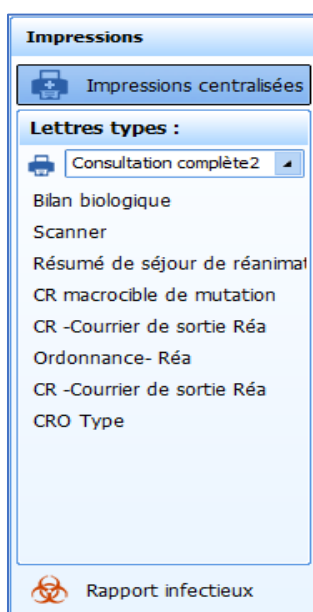 Impressions
Impressions centralisées
Lettres types :
Consultation complète2
Bilan biologique
Scanner
Résumé de séjour de réanimat
CR macrocible de mutation
CR -Courrier de sortie Réa
Ordonnance- Réa
CR -Courrier de sortie Réa
CRO Type
Rapport infectieux